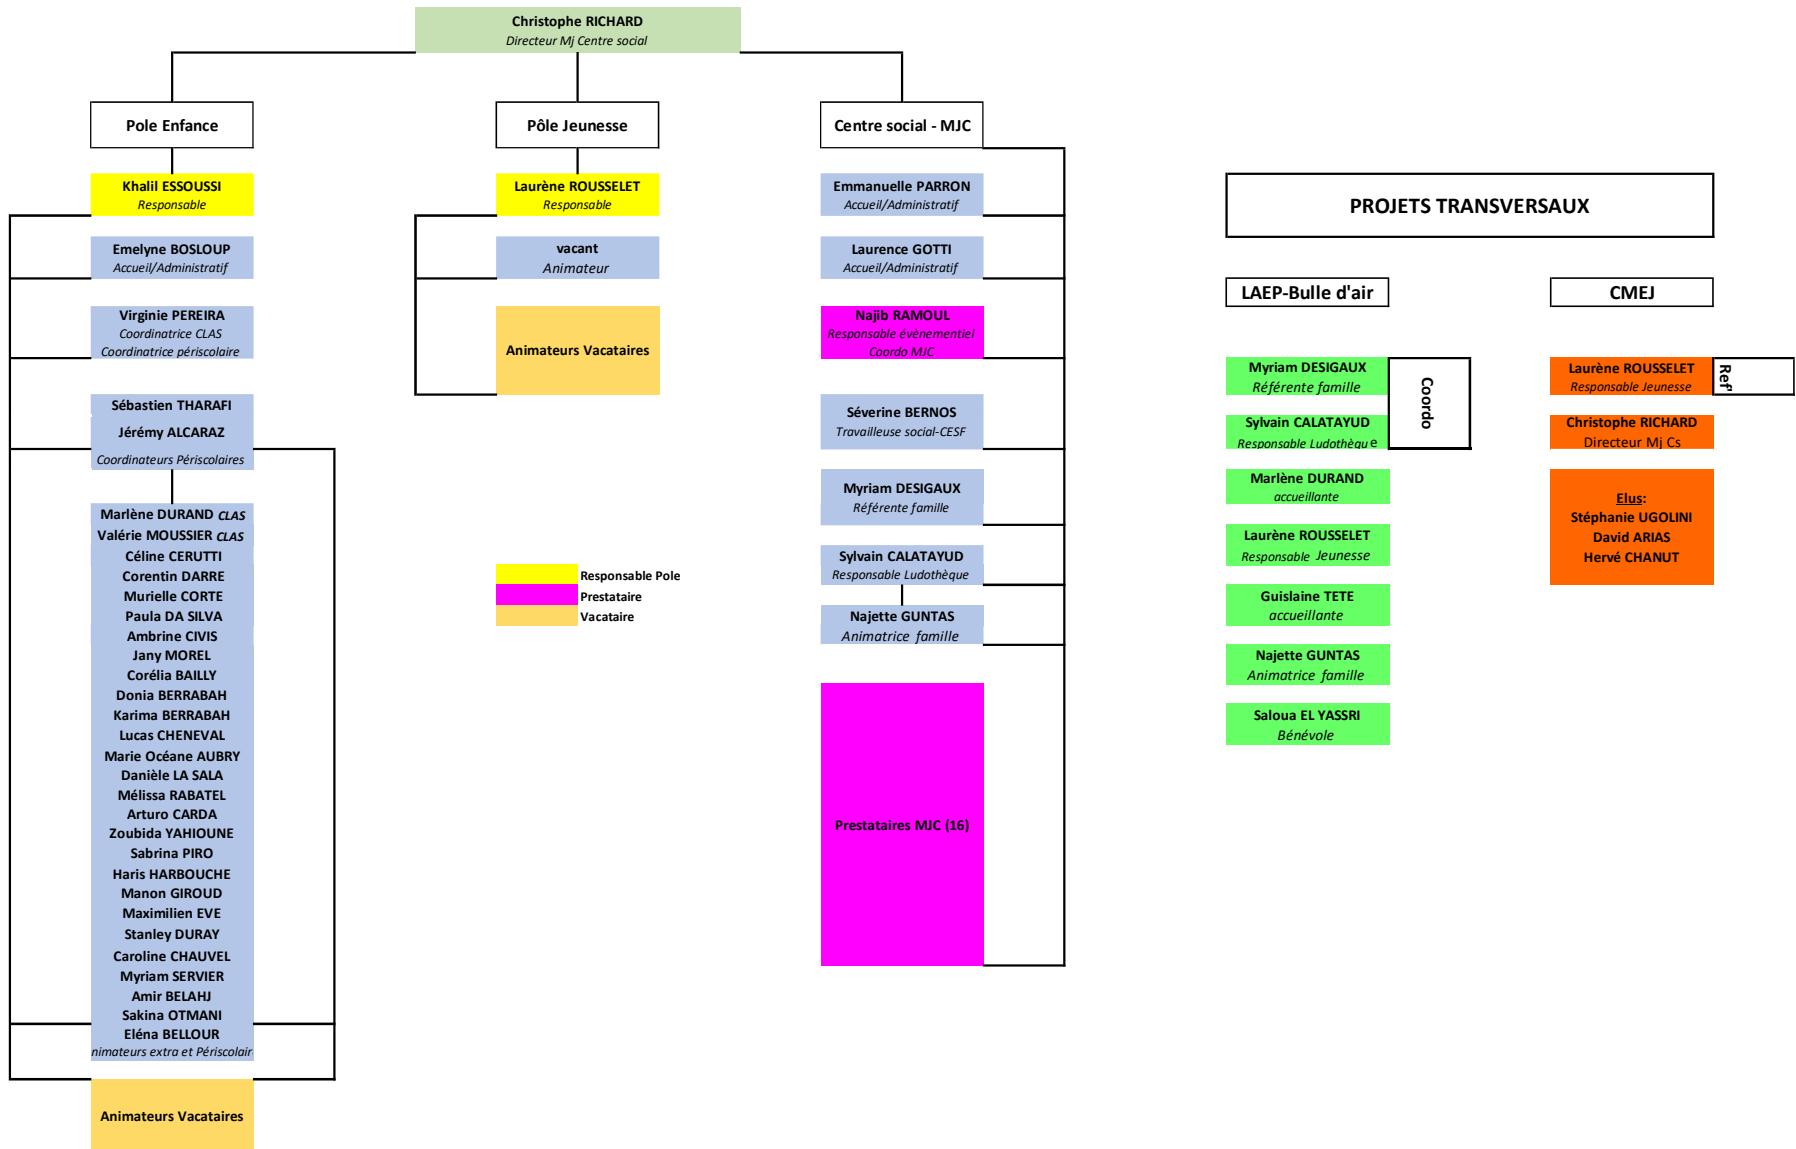 Christophe RICHARD
Directeur Mj Centre social
Pole Enfance
Khalil ESSOUSSI
Responsable
Emelyne BOSLOUP
Accueil/Administratif
Virginie PEREIRA
Coordinatrice CLAS
Coordinatrice périscolaire
Sébastien THARAFI
Jérémy ALCARAZ
Coordinateurs Périscolaires
Marlène DURAND CLAS
Valérie MOUSSIER CLAS
Céline CERUTTI
Corentin DARRE
Murielle CORTE
Paula DA SILVA
Ambrine CIVIS
Jany MOREL
Corélia BAILLY
Donia BERRABAH
Karima BERRABAH
Lucas CHENEVAL
Marie Océane AUBRY
Danièle LA SALA
Mélissa RABATEL
Arturo CARDA
Zoubida YAHIOUNE
Sabrina PIRO
Haris HARBOUCHE
Manon GIROUD
Maximilien EVE
Stanley DURAY
Caroline CHAUVEL
Myriam SERVIER
Amir BELAHJ
Sakina OTMANI
Eléna BELLOUR
nimateurs extra et Périscolair
Animateurs Vacataires
Pôle Jeunesse
Laurène ROUSSELET
Responsable
vacant
Animateur
Animateurs Vacataires
Responsable Pole
Prestataire
Vacataire
Centre social - MJC
Emmanuelle PARRON
Accueil/Administratif
Laurence GOTTI
Accueil/Administratif
Najib RAMOUL
Responsable évènementiel
Coordo MJC
Séverine BERNOS
Travailleuse social-CESF
Myriam DESIGAUX
Référente famille
Sylvain CALATAYUD
Responsable Ludothèque
Najette GUNTAS
Animatrice famille
Prestataires MJC (16)
PROJETS TRANSVERSAUX
LAEP-Bulle d'air
Myriam DESIGAUX
Référente famille
Coordo
Sylvain CALATAYUD
Responsable Ludothèque
Marlène DURAND
accueillante
Laurène ROUSSELET
Responsable Jeunesse
Guislaine TETE
accueillante
Najette GUNTAS
Animatrice famille
Saloua EL YASSRI
Bénévole
CMEJ
Laurène ROUSSELET
Responsable Jeunesse
Ref'
Christophe RICHARD
Directeur Mj Cs
Elus:
Stéphanie UGOLINI
David ARIAS
Hervé CHANUT